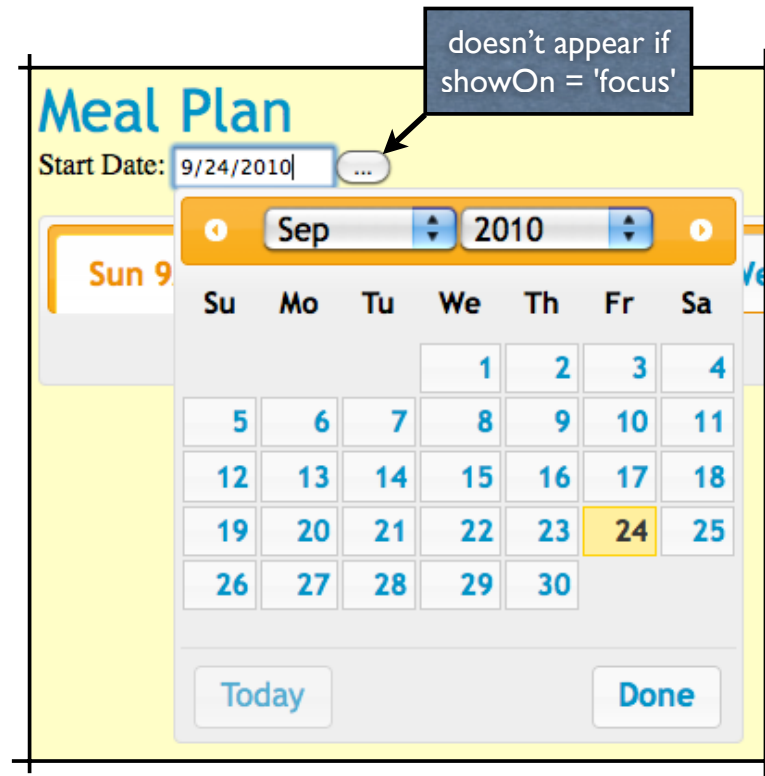 doesn't appear if
showOn = 'focus'
Meal Plan
Start Date: 9/24/2010 ...
Sep 2010
Sun 9
Su Mo Tu We Th Fr Sa
1 2 3 4
5 6 7 8 9 10 11
12 13 14 15 16 17 18
19 20 21 22 23 24 25
26 27 28 29 30
Today Done